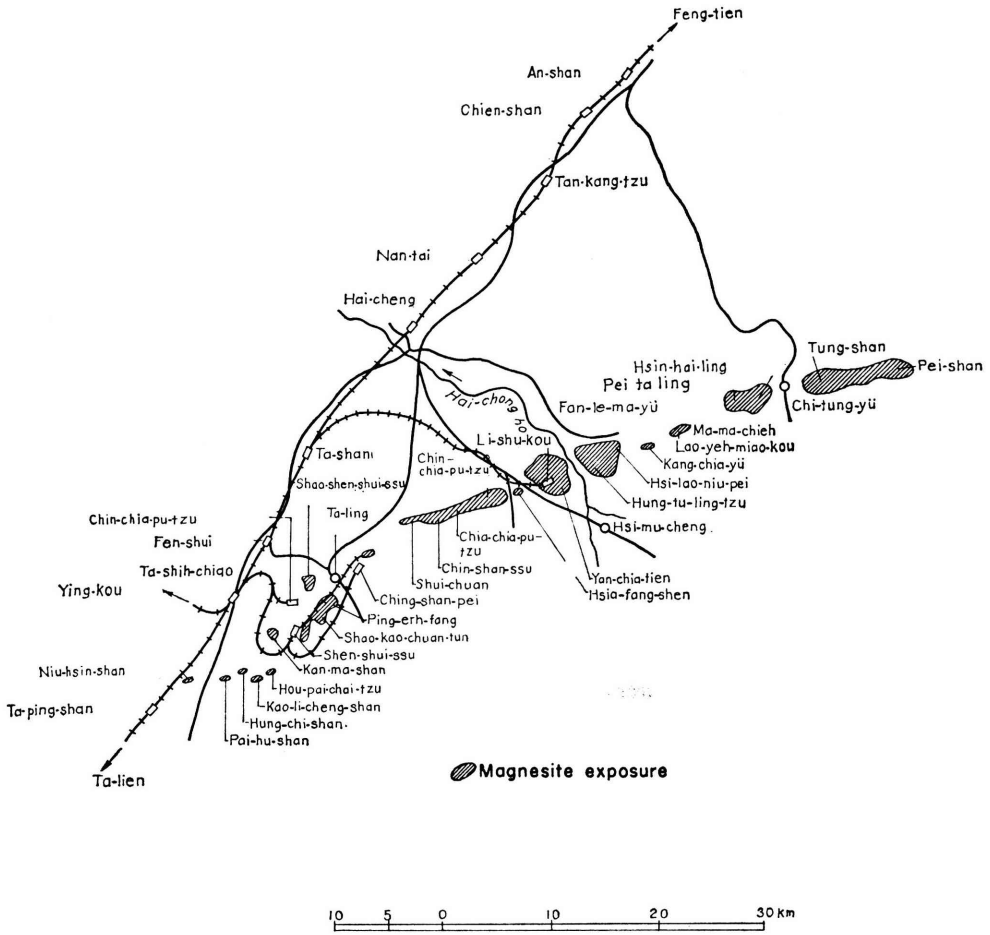 Feng-tien
An-shan
Chien-shan
Tan-kang-tzu
Nan-tai
Hai-cheng
Tung-shan
Pei-shan
Hsin-hai-ling
Pei ta ling
Chi-tung-yü
Fan-le-ma-yü
Hai-chong ho
Ma-ma-chieh
Lao-yeh-miao-kou
Li-shu-kou
Ta-shan
Chin-
chia-pu-tzu
Kang-chia-yü
Hsi-lao-niu-pei
Shao-shen-shui-ssu
Hung-tu-ling-tzu
Chin-chia-pu-tzu
Ta-ling
Hsi-mu-cheng.
Fen-shui
Chia-chia-pu-
tzu
Chin-shan-ssu
Ta-shih-chiao
Yan-chia-tien
Shui-chuan
Hsia-fang-shen
Ying-kou
Ching-shan-pei
Ping-erh-fang
Shao-kao-chuan-tun
Shen-shui-ssu
Kan-ma-shan
Niu-hsin-shan
Hou-pai-chai-tzu
Kao-li-cheng-shan
Ta-ping-shan
Hung-chi-shan.
Pai-hu-shan
Ta-lien
Magnesite exposure
10 5 0 10 20 30 km